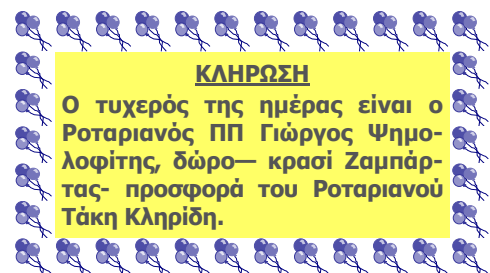 ΚΛΗΡΩΣΗ
Ο τυχερός της ημέρας είναι ο
Ροταριανός ΠΠ Γιώργος Ψημο-
λοφίτης, δώρο— κρασί Ζαμπάρ-
τας- προσφορά του Ροταριανού
Τάκη Κληρίδη.